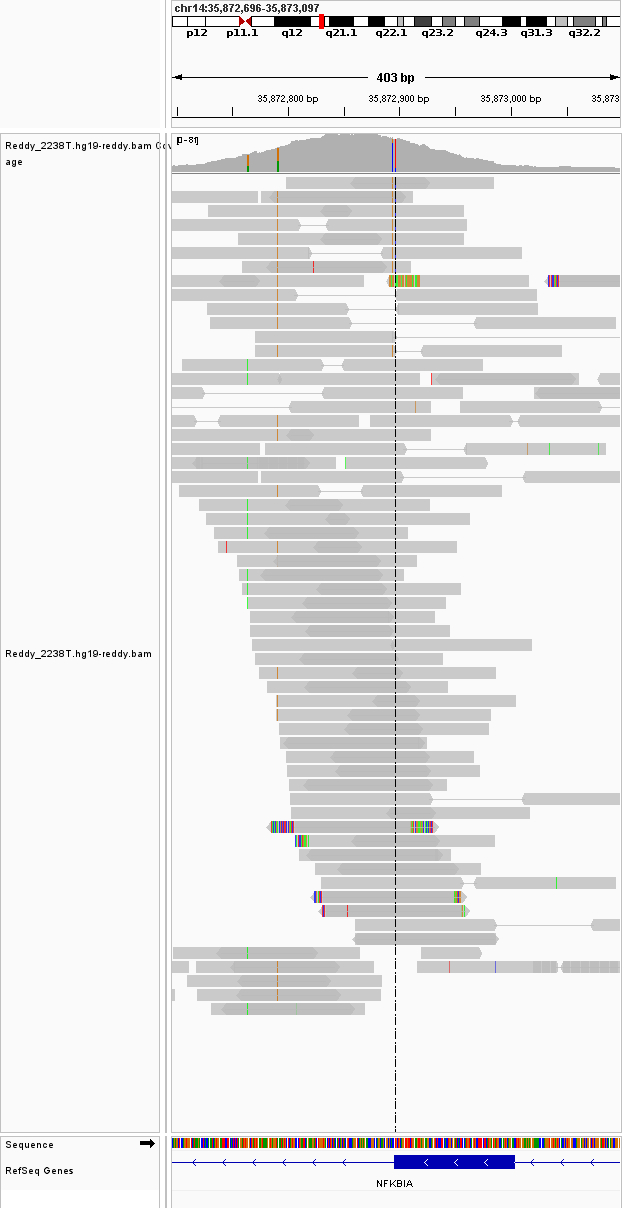 chr14:35,872,696-35,873,097
p12 p11.1 q12 q21.1 q22.1 q23.2 q24.3 q31.3 q32.2
403 bp
35,872,800 bp 35,872,900 bp 35,873,000 bp 35,873
Reddy_2238T.hg19-reddy.bam Cov
age
[0-81]
Reddy_2238T.hg19-reddy.bam
Sequence
RefSeq Genes
NFKBIA